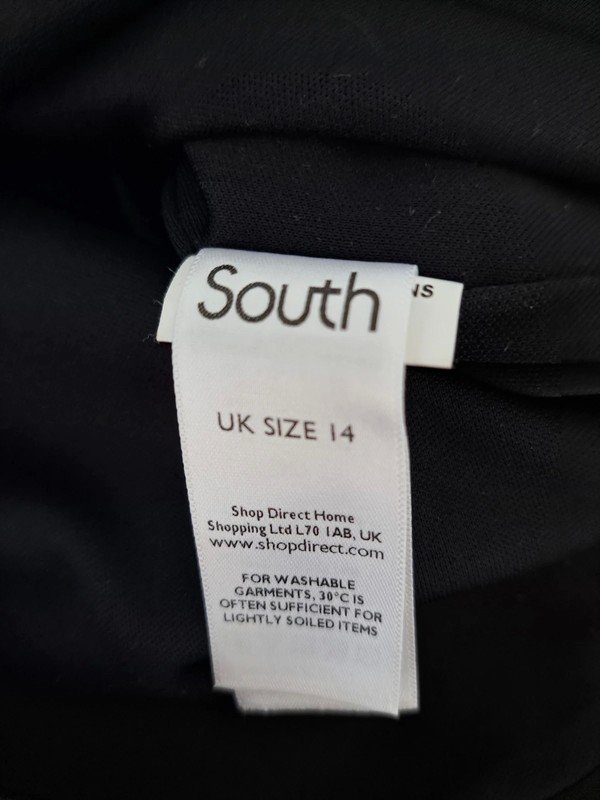 South
UK SIZE 14
Shop Direct Home
Shopping Ltd L70 1AB, UK
www.shopdirect.com
FOR WASHABLE
GARMENTS, 30°C IS
OFTEN SUFFICIENT FOR
LIGHTLY SOILED ITEMS